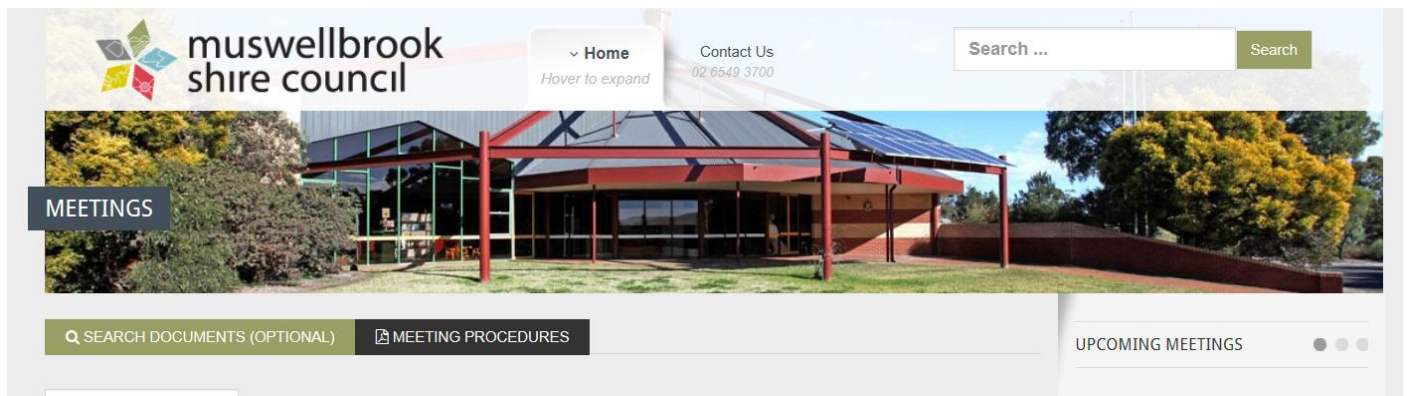 muswellbrook
shire council
Home
Hover to expand
Contact Us
02 6549 3700
Search ...
Search
MEETINGS
SEARCH DOCUMENTS (OPTIONAL)
MEETING PROCEDURES
UPCOMING MEETINGS